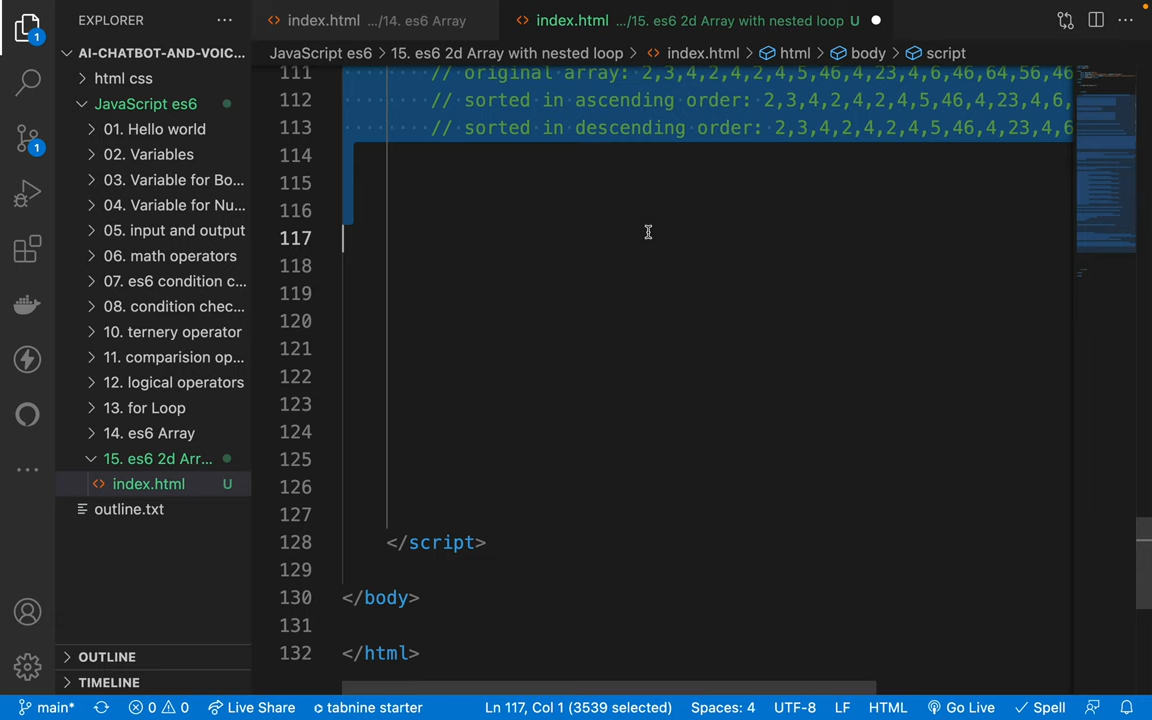 EXPLORER
index.html .../14. es6 Array
index.html .../15. es6 2d Array with nested loop U
AI-CHATBOT-AND-VOIC...
JavaScript es6 > 15. es6 2d Array with nested loop > index.html > html > body > script
html css
JavaScript es6
01. Hello world
02. Variables
03. Variable for Bo...
04. Variable for Nu...
05. input and output
06. math operators
07. es6 condition c...
08. condition chec...
10. ternery operator
11. comparision op...
12. logical operators
13. for Loop
14. es6 Array
15. es6 2d Arr...
index.html U
outline.txt
OUTLINE
TIMELINE
1
1
111 // original array: 2,3,4,2,4,2,4,5,46,4,23,4,6,46,64,56,46
112 // sorted in ascending order: 2,3,4,2,4,2,4,5,46,4,23,4,6,
113 // sorted in descending order: 2,3,4,2,4,2,4,5,46,4,23,4,6
114
115
116
117
118
119
120
121
122
123
124
125
126
127
128 </script>
129
130 </body>
131
132 </html>
main* 0 0 Live Share tabnine starter Ln 117, Col 1 (3539 selected) Spaces: 4 UTF-8 LF HTML Go Live Spell